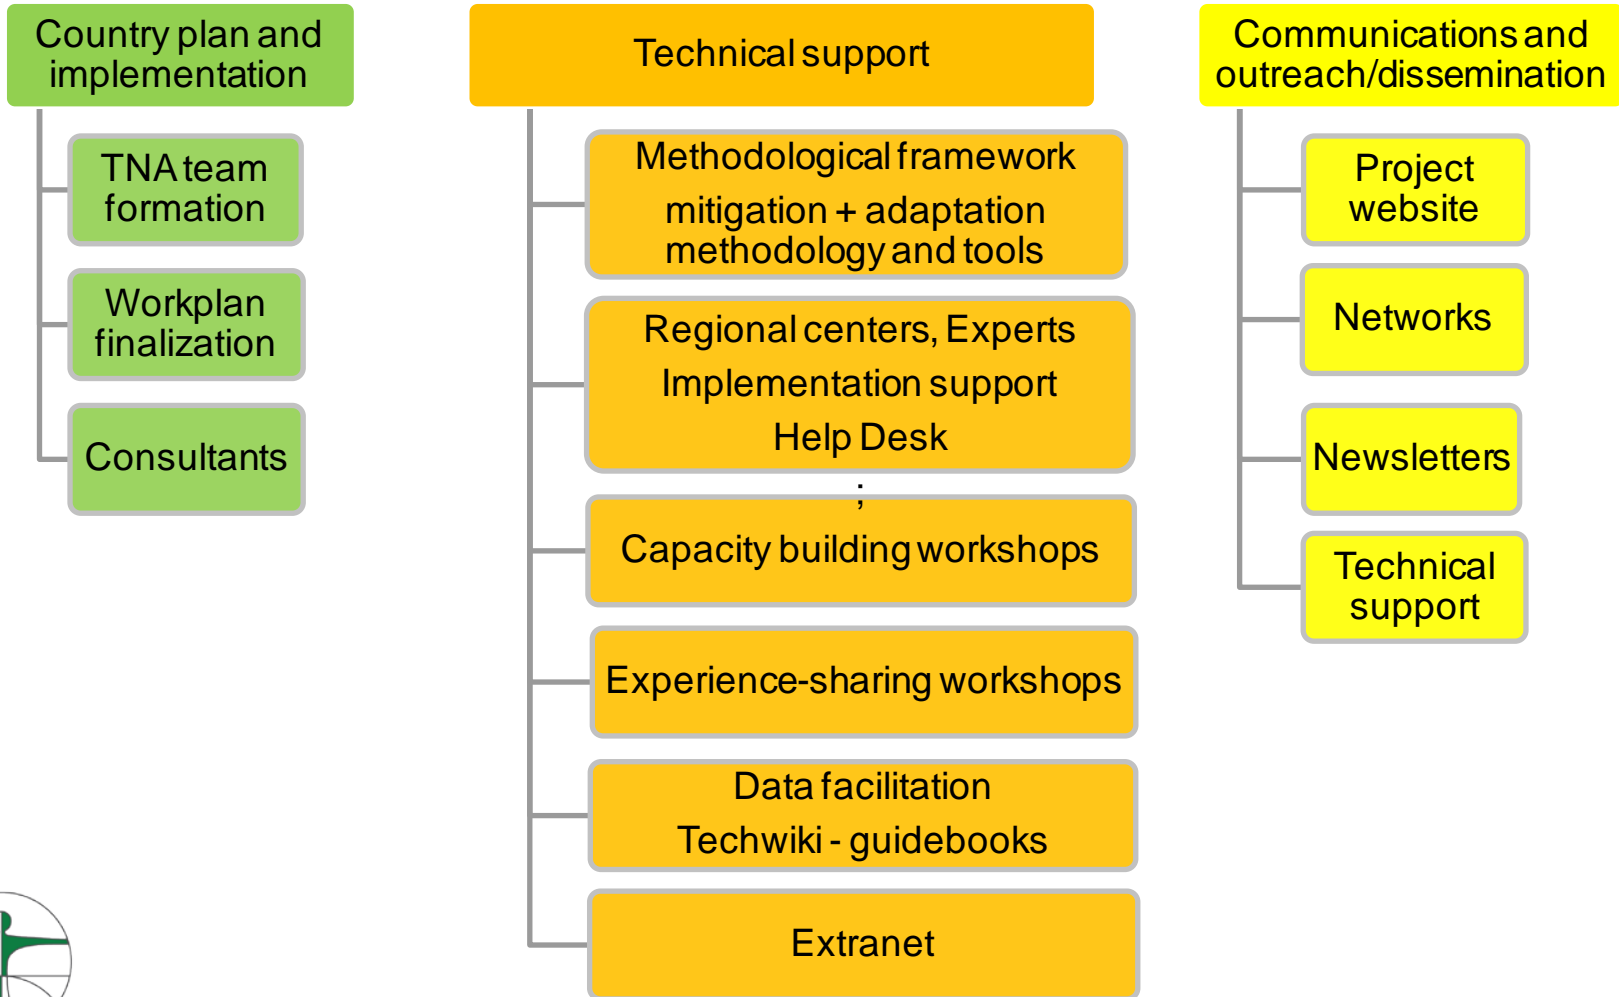 Country plan and
implementation
TNA team
formation
Workplan
finalization
Consultants
Technical support
Methodological framework
mitigation + adaptation
methodology and tools
Regional centers, Experts
Implementation support
Help Desk
;
Capacity building workshops
Experience-sharing workshops
Data facilitation
Techwiki - guidebooks
Extranet
Communications and
outreach/dissemination
Project
website
Networks
Newsletters
Technical
support